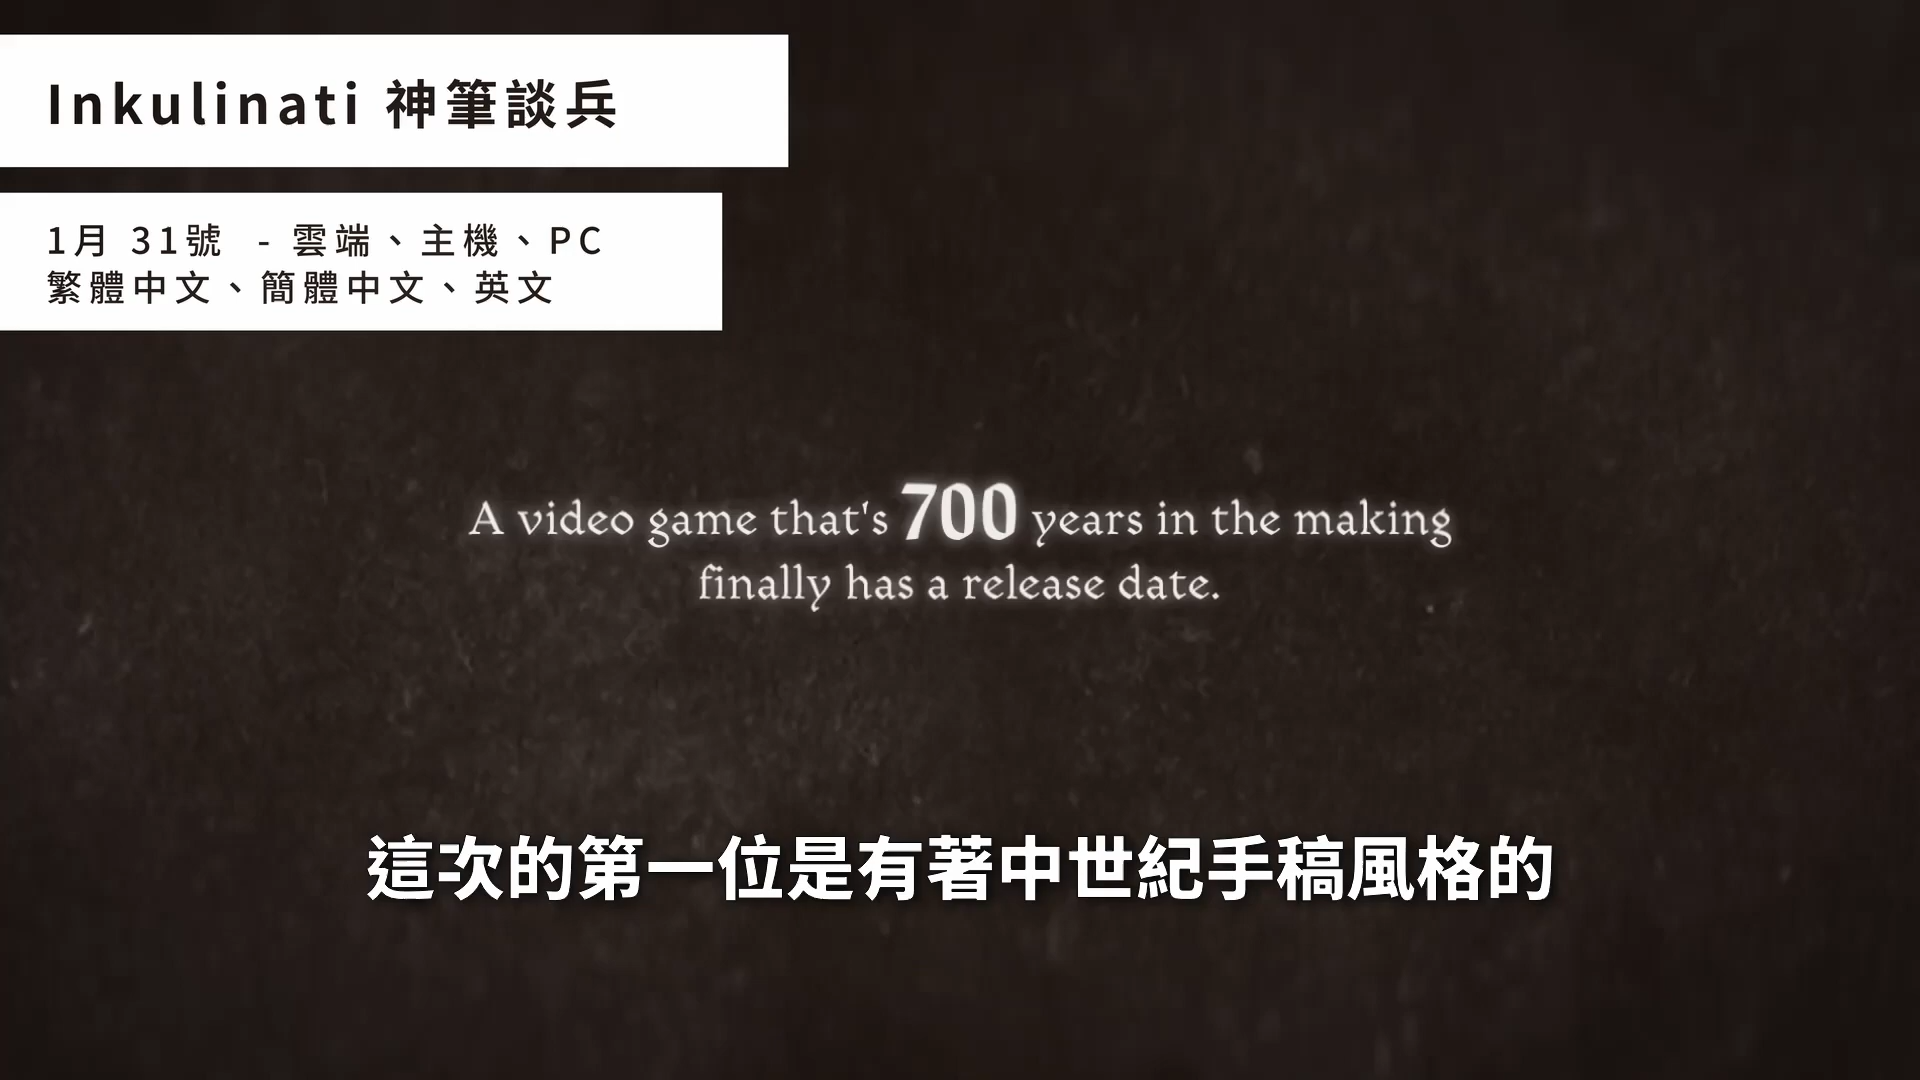 Inkulinati 神筆談兵
1月 31號 - 雲端、主機、PC
繁體中文、簡體中文、英文
A video game that's 700 years in the making
finally has a release date.
這次的第一位是有著中世紀手稿風格的